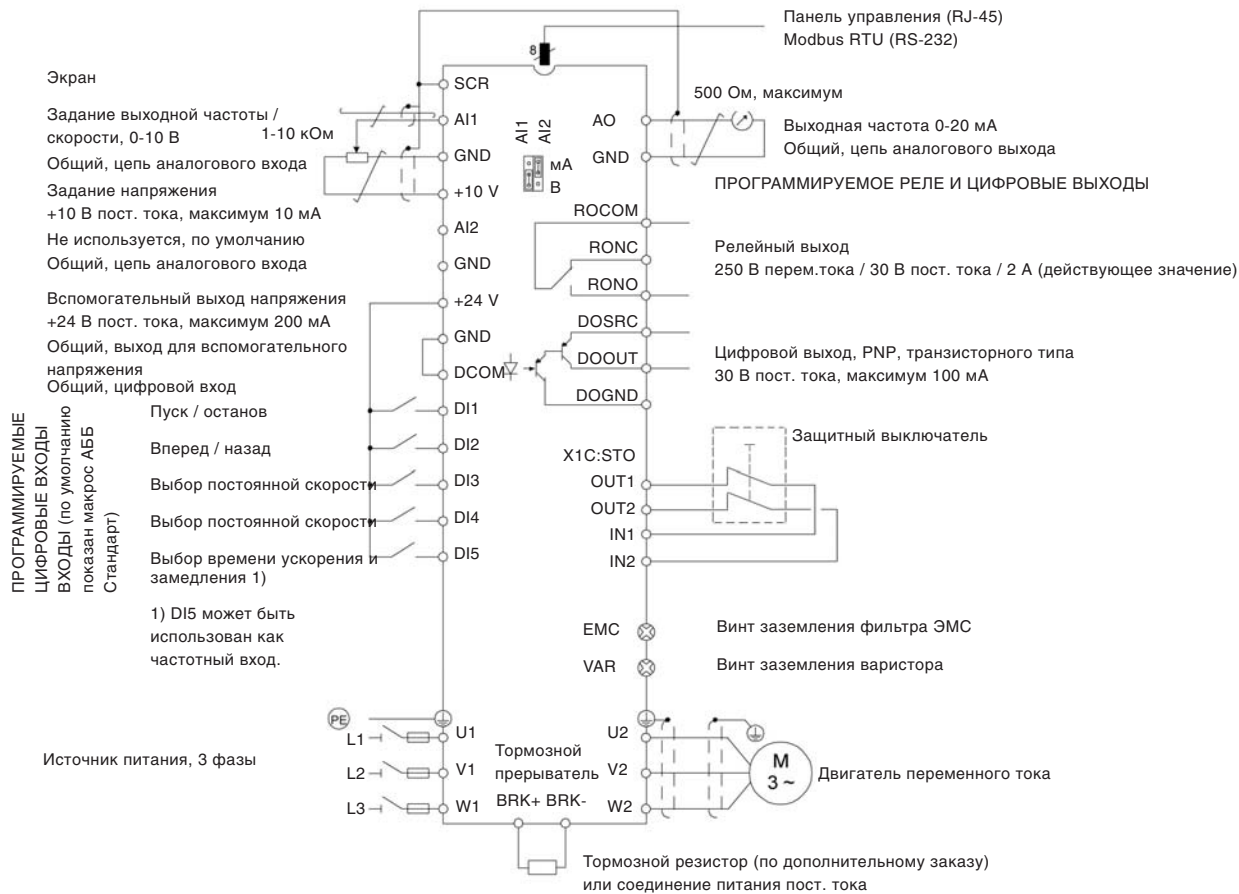 Панель управления (RJ-45)
Modbus RTU (RS-232)
8
Экран
SCR
500 Ом, максимум
Задание выходной частоты /
скорости, 0-10 В
1-10 кОм
AI1
AI1
AI2
AO
Выходная частота 0-20 мА
Общий, цепь аналогового входа
GND
мА
В
GND
Общий, цепь аналогового выхода
Задание напряжения
+10 В пост. тока, максимум 10 мА
+10 V
ПРОГРАММИРУЕМОЕ РЕЛЕ И ЦИФРОВЫЕ ВЫХОДЫ
ROCOM
AI2
Не используется, по умолчанию
RONC
Релейный выход
250 В перем.тока / 30 В пост. тока / 2 А (действующее значение)
Общий, цепь аналогового входа
GND
RONO
Вспомогательный выход напряжения
+24 В пост. тока, максимум 200 мА
+24 V
DOSRC
Общий, выход для вспомогательного
напряжения
GND
DOOUT
Цифровой выход, PNP, транзисторного типа
30 В пост. тока, максимум 100 мА
Общий, цифровой вход
DCOM
DOGND
ПРОГРАММИРУЕМЫЕ
ЦИФРОВЫЕ ВХОДЫ
ВХОДЫ (по умолчанию
показан макрос АББ
Стандарт)
Пуск / останов
DI1
Вперед / назад
DI2
Выбор постоянной скорости
DI3
Выбор постоянной скорости
DI4
Выбор времени ускорения и
замедления 1)
DI5
1) DI5 может быть
использован как
частотный вход.
Защитный выключатель
X1C:STO
OUT1
OUT2
IN1
IN2
EMC
Винт заземления фильтра ЭМС
VAR
Винт заземления варистора
PE
Источник питания, 3 фазы
L1
U1
L2
V1
L3
W1
Тормозной
прерыватель
BRK+ BRK-
U2
V2
W2
M
3 ~
Двигатель переменного тока
Тормозной резистор (по дополнительному заказу)
или соединение питания пост. тока